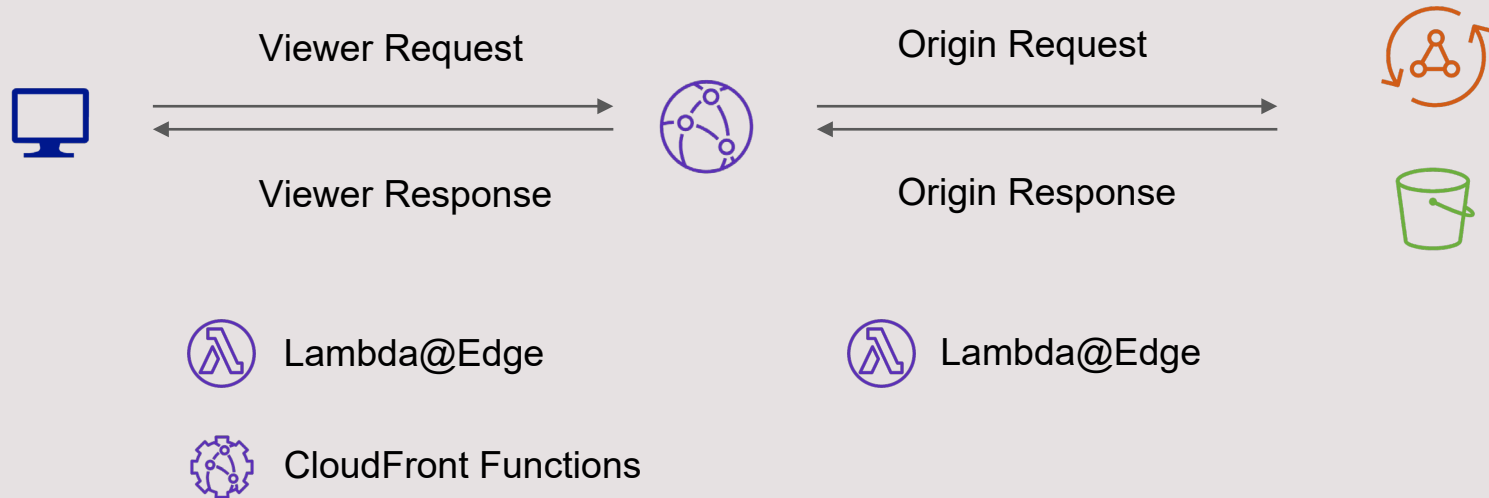 Viewer Request
Origin Request
Viewer Response
Origin Response
Lambda@Edge
Lambda@Edge
CloudFront Functions